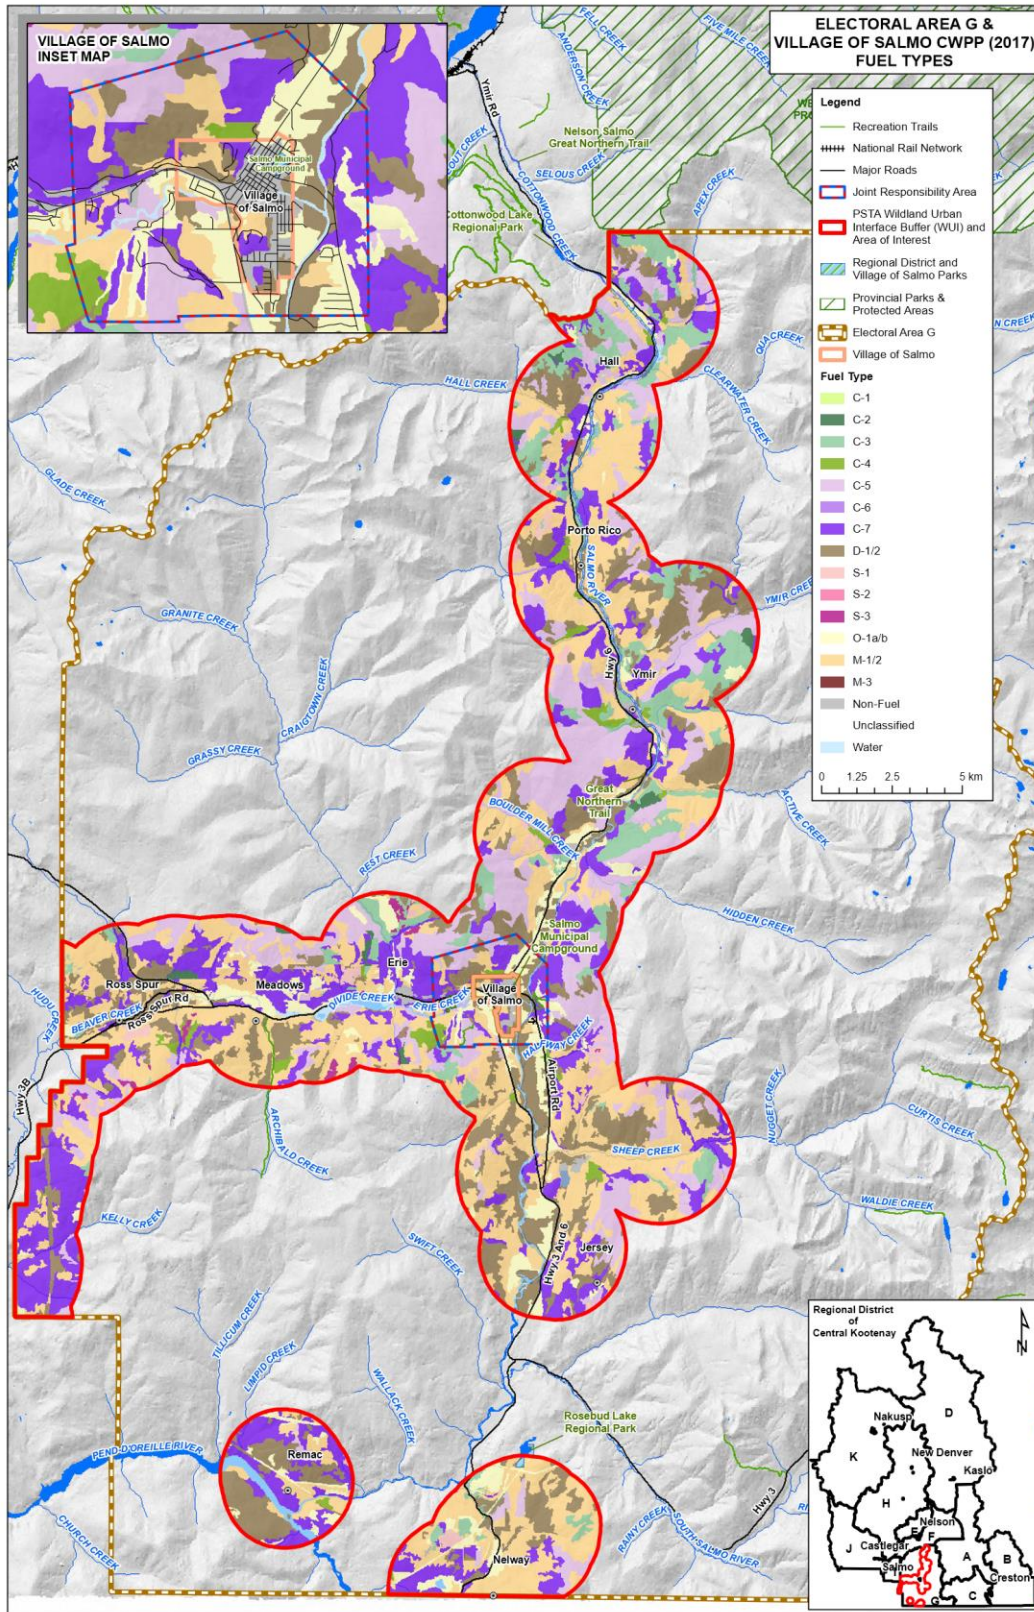 VILLAGE OF SALMO
INSET MAP
Salmo Municipal
Campground
Village
of Salmo
ELECTORAL AREA G &
VILLAGE OF SALMO CWPP (2017)
FUEL TYPES
Legend
Recreation Trails
National Rail Network
Major Roads
Joint Responsibility Area
PSTA Wildland Urban
Interface Buffer (WUI) and
Area of Interest
Regional District and
Village of Salmo Parks
Provincial Parks &
Protected Areas
Electoral Area G
Village of Salmo
Fuel Type
C-1
C-2
C-3
C-4
C-5
C-6
C-7
D-1/2
S-1
S-2
S-3
O-1a/b
M-1/2
M-3
Non-Fuel
Unclassified
Water
0 1.25 2.5 5 km
FELL CREEK
FIVE MILE CREEK
ANDERSON CREEK
Ymir Rd
Nelson Salmo
Great Northern Trail
SELOUS CREEK
COTTONWOOD CREEK
APEX CREEK
Cottonwood Lake
Regional Park
Hall
HALL CREEK
QUA CREEK
CLEARWATER CREEK
GLADE CREEK
Porto Rico
SALMO RIVER
GRANITE CREEK
Hwy 6
Ymir
CRAIGTOWN CREEK
GRASSY CREEK
Great
Northern
Trail
BOULDER MILL CREEK
ACTIVE CREEK
REST CREEK
HIDDEN CREEK
Salmo
Municipal
Campground
Erie
Ross Spur
Meadows
Village
of Salmo
DIVIDE CREEK
ERIE CREEK
HUDU CREEK
BEAVER CREEK
Ross Spur Rd
HALFWAY CREEK
Airport Rd
Hwy 3B
NUGGET CREEK
CURTIS CREEK
ARCHIBALD CREEK
SHEEP CREEK
WALDIE CREEK
KELLY CREEK
SWIFT CREEK
Jersey
Hwy 3 And 6
TILLICUM CREEK
LIMPID CREEK
WALLACK CREEK
Rosebud Lake
Regional Park
PEND-D'OREILLE RIVER
Remac
Hwy 3
CHURCH CREEK
RAINY CREEK
SOUTH SALMO RIVER
Nelway
Regional District
of
Central Kootenay
N
Nakusp
D
K
New Denver
Kaslo
H
Nelson
E
F
J
Castlegar
Salmo
I
A
B
Creston
G
C